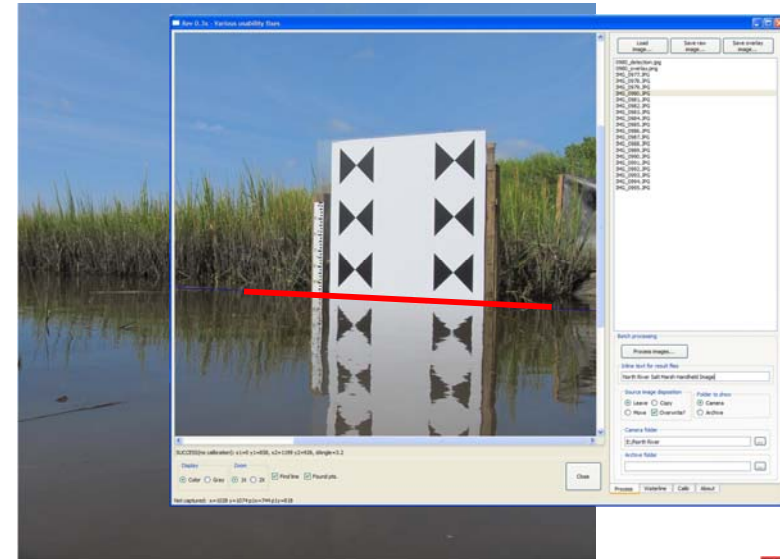 Rev 0.3x - Various usability fixes
Load image...
Save raw image...
Save overlay image...
0980_detection.jpg
0980_overlay.png
IMG_0977.JPG
IMG_0978.JPG
IMG_0979.JPG
IMG_0980.JPG
IMG_0981.JPG
IMG_0982.JPG
IMG_0983.JPG
IMG_0984.JPG
IMG_0985.JPG
IMG_0986.JPG
IMG_0987.JPG
IMG_0988.JPG
IMG_0989.JPG
IMG_0990.JPG
IMG_0991.JPG
IMG_0992.JPG
IMG_0993.JPG
IMG_0994.JPG
IMG_0995.JPG
Batch processing
Process images...
Inline text for result files
North River Salt Marsh Handheld Image
Source image disposition
Folder to show
Leave Copy
Camera
Move Overwrite?
Archive
Camera folder
...
Archive folder
...
SUCCESS(no calibration):
Display
Zoom
Color Gray
1X 2X
Find line
Found pts.
Close
Not captured:
Process Waterline Calib About